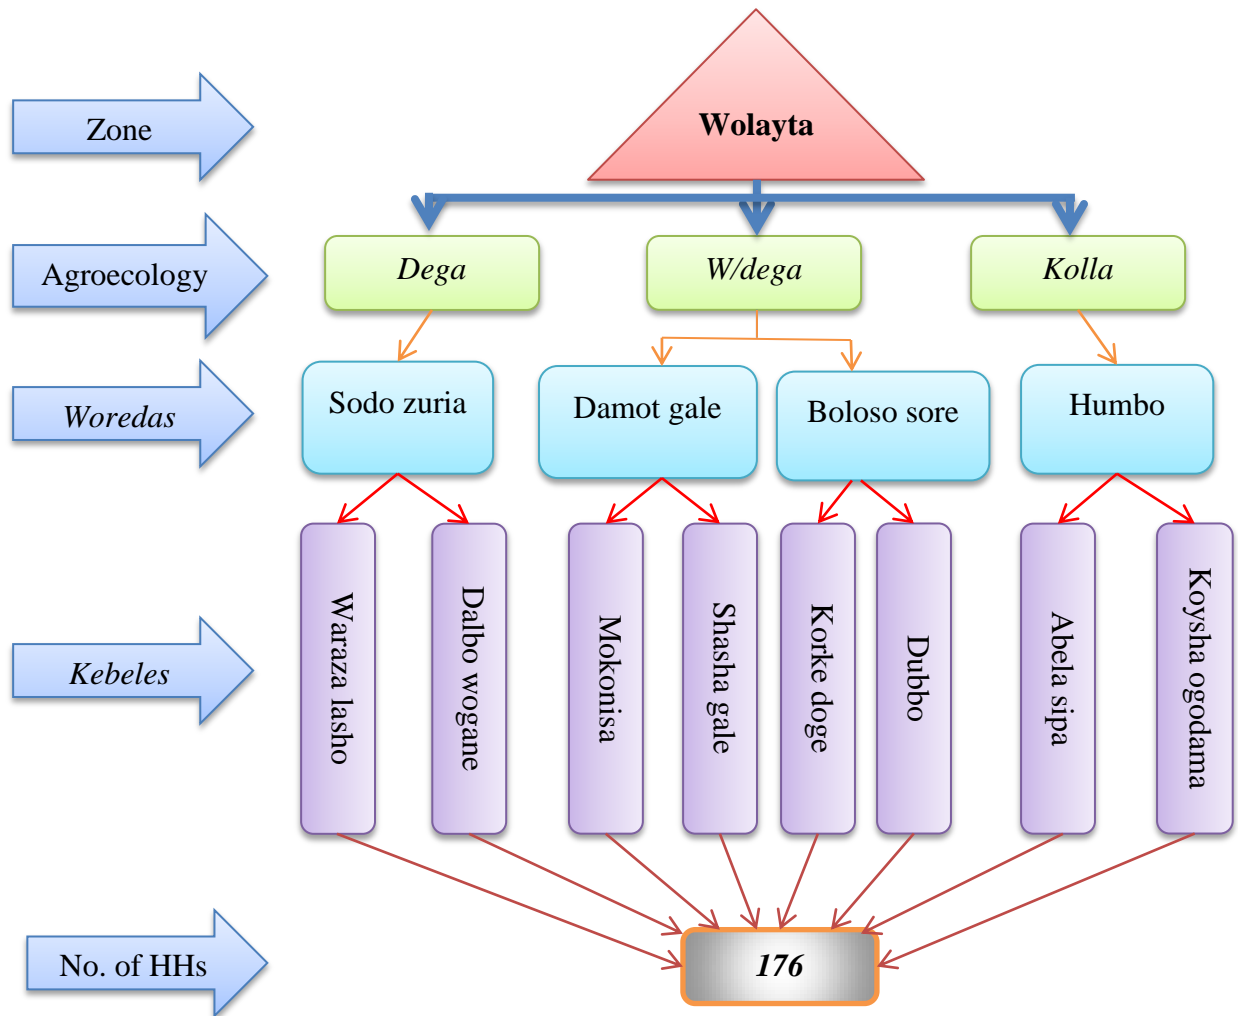 Zone
Wolayta
Agroecology
Dega
W/dega
Kolla
Woredas
Sodo zuria
Damot gale
Boloso sore
Humbo
Kebeles
Waraza lasho
Dalbo wogane
Mokonisa
Shasha gale
Korke doge
Dubbo
Abela sipa
Koysha ogodama
No. of HHs
176